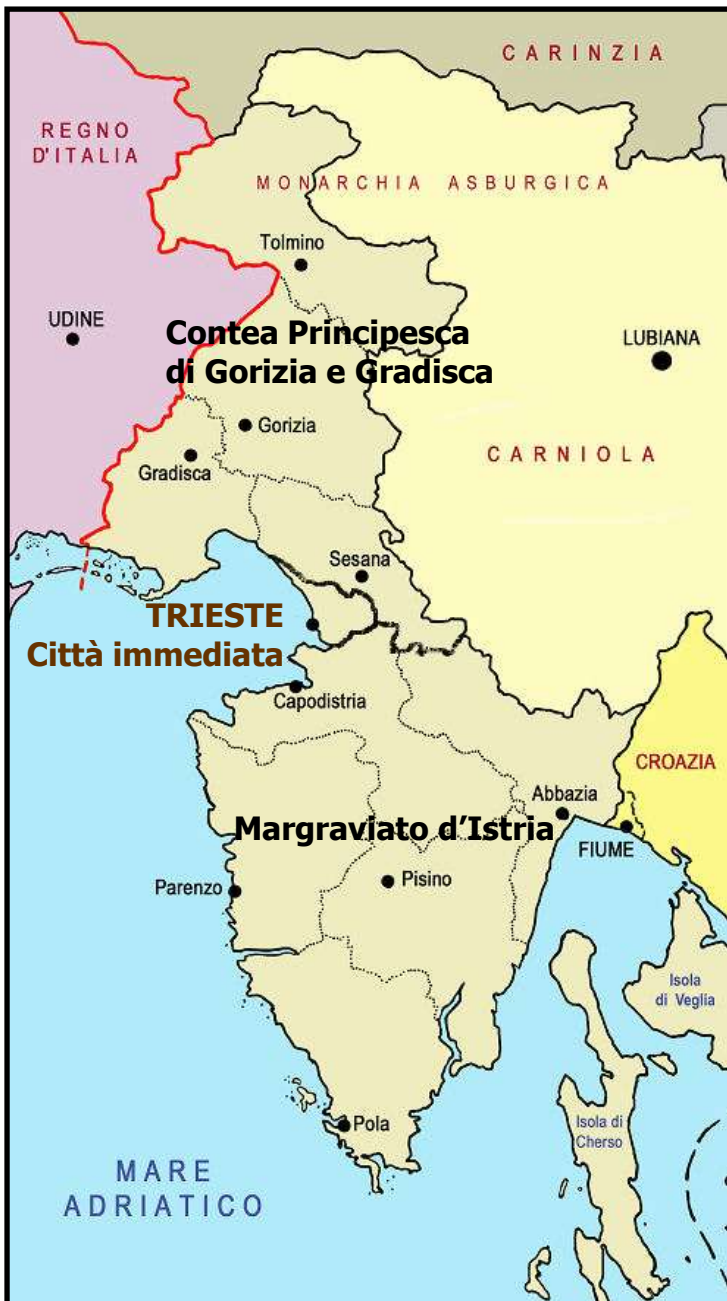 CARINZIA
REGNO
D'ITALIA
MONARCHIA ASBURGICA
Tolmino
UDINE
Contea Principesca
di Gorizia e Gradisca
LUBIANA
Gorizia
Gradisca
CARNIOLA
Sesana
TRIESTE
Città immediata
Capodistria
CROAZIA
Abbazia
Margraviato d’Istria
FIUME
Parenzo
Pisino
Isola
di Veglia
Pola
Isola di
Cherso
MARE
ADRIATICO